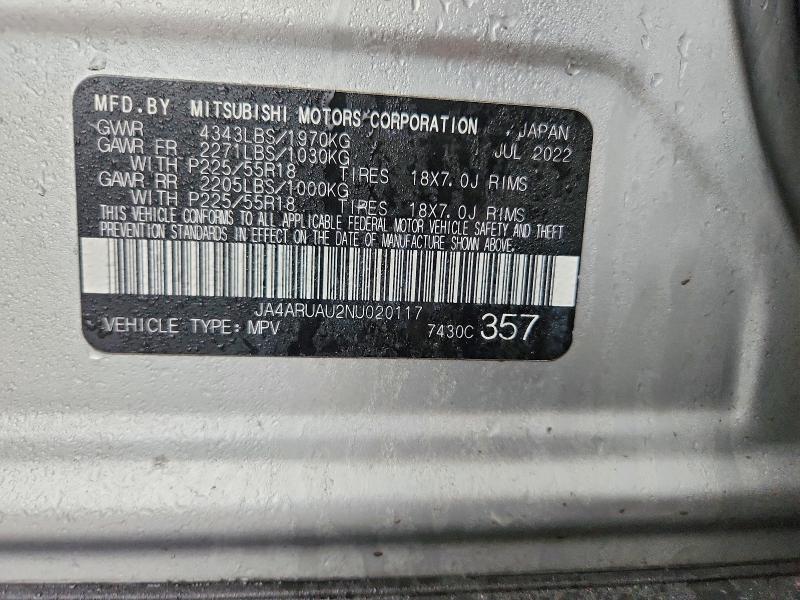 MFD.BY MITSUBISHI MOTORS CORPORATION , JAPAN
GVWR 4343LBS/1970KG JUL 2022
GAWR FR 2271LBS/1030KG
WITH P225/55R18 TIRES 18X7.0J RIMS
GAWR RR 2205LBS/1000KG
WITH P225/55R18 TIRES 18X7.0J RIMS
THIS VEHICLE CONFORMS TO ALL APPLICABLE FEDERAL MOTOR VEHICLE SAFETY AND THEFT
PREVENTION STANDARDS IN EFFECT ON THE DATE OF MANUFACTURE SHOWN ABOVE.
JA4ARUAU2NU020117
VEHICLE TYPE: MPV 7430C 357